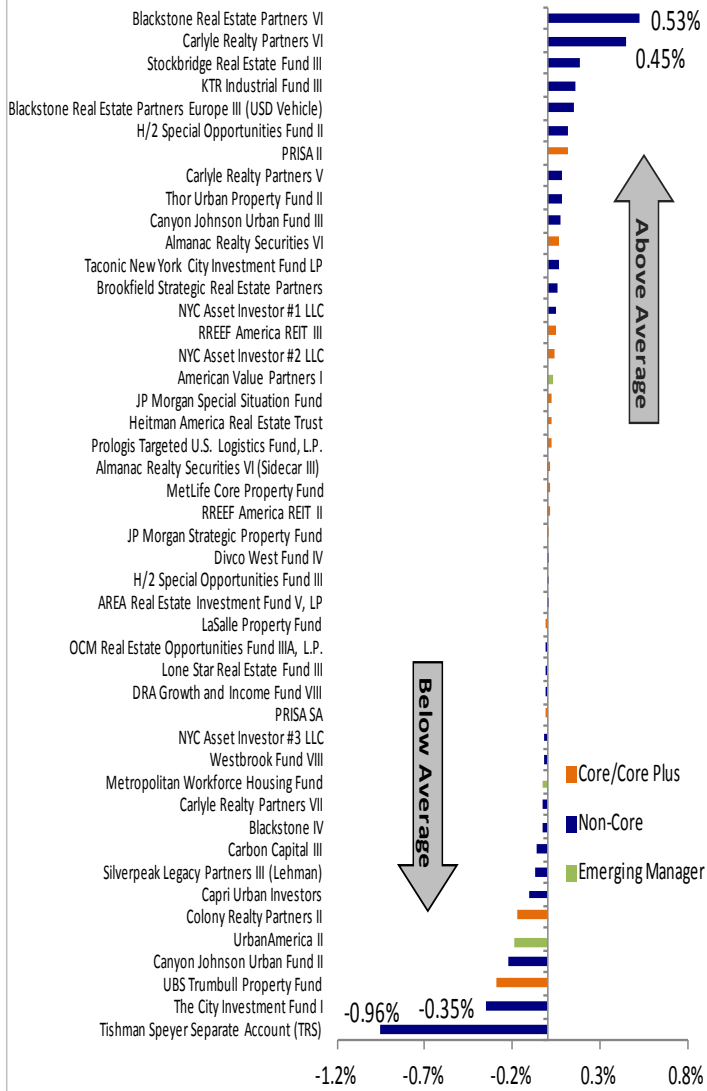 Blackstone Real Estate Partners VI
0.53%
Carlyle Realty Partners VI
0.45%
Stockbridge Real Estate Fund III
KTR Industrial Fund III
Blackstone Real Estate Partners Europe III (USD Vehicle)
H/2 Special Opportunities Fund II
PRISA II
Carlyle Realty Partners V
Thor Urban Property Fund II
Canyon Johnson Urban Fund III
Almanac Realty Securities VI
Taconic New York City Investment Fund LP
Brookfield Strategic Real Estate Partners
NYC Asset Investor #1 LLC
RREEF America REIT III
NYC Asset Investor #2 LLC
American Value Partners I
JP Morgan Special Situation Fund
Heitman America Real Estate Trust
Prologis Targeted U.S. Logistics Fund, L.P.
Almanac Realty Securities VI (Sidecar III)
MetLife Core Property Fund
RREEF America REIT II
JP Morgan Strategic Property Fund
Divco West Fund IV
H/2 Special Opportunities Fund III
AREA Real Estate Investment Fund V, LP
LaSalle Property Fund
OCM Real Estate Opportunities Fund IIIA, L.P.
Lone Star Real Estate Fund III
DRA Growth and Income Fund VIII
PRISA SA
NYC Asset Investor #3 LLC
Westbrook Fund VIII
Metropolitan Workforce Housing Fund
Carlyle Realty Partners VII
Blackstone IV
Carbon Capital III
Silverpeak Legacy Partners III (Lehman)
Capri Urban Investors
Colony Realty Partners II
UrbanAmerica II
Canyon Johnson Urban Fund II
UBS Trumbull Property Fund
The City Investment Fund I
-0.35%
Tishman Speyer Separate Account (TRS)
-0.96%
Above Average
Below Average
Core/Core Plus
Non-Core
Emerging Manager
-1.2% -0.7% -0.2% 0.3% 0.8%